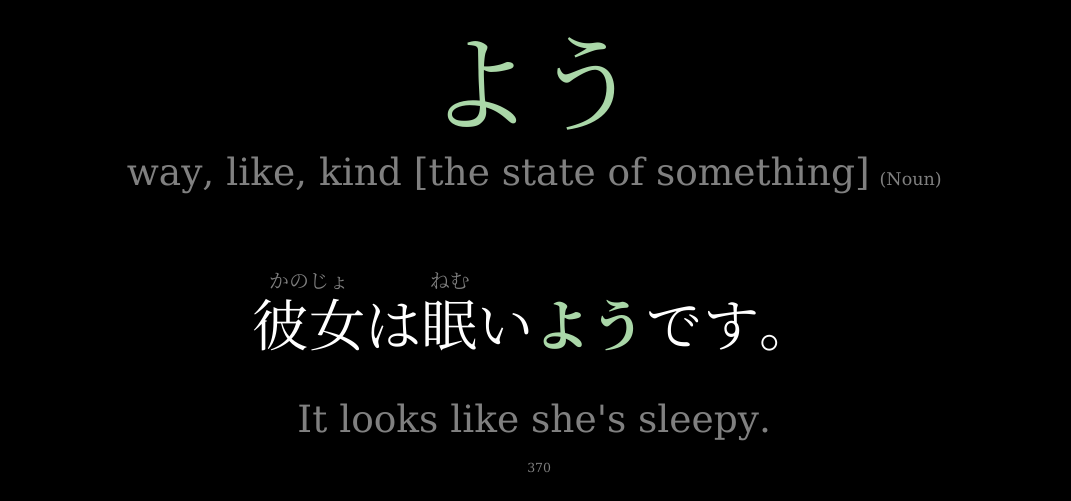 よう
way, like, kind [the state of something] (Noun)
かのじょ ねむ
彼女は眠いようです。
It looks like she's sleepy.
370